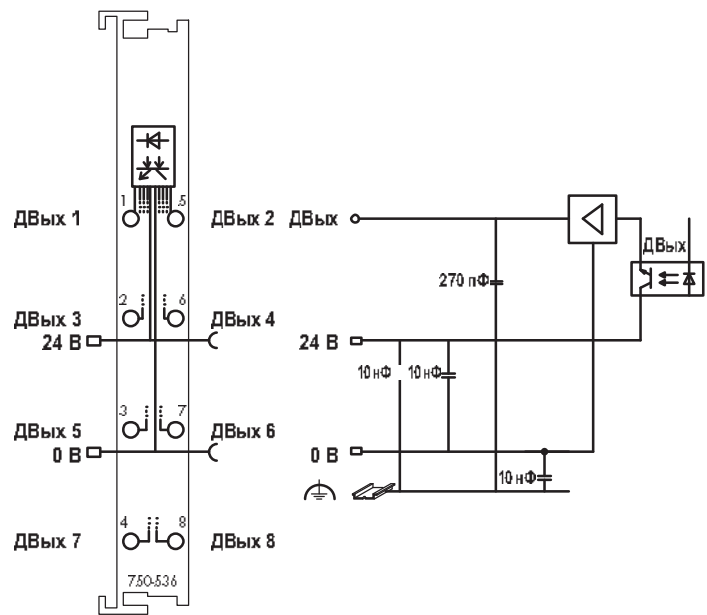 1 5
ДВых 1 ДВых 2 ДВых
ДВых
270 пФ
2 6
ДВых 3 ДВых 4
24 В 24 В
10 нФ 10 нФ
3 7
ДВых 5 ДВых 6
0 В 0 В
10 нФ
4 8
ДВых 7 ДВых 8
750-536